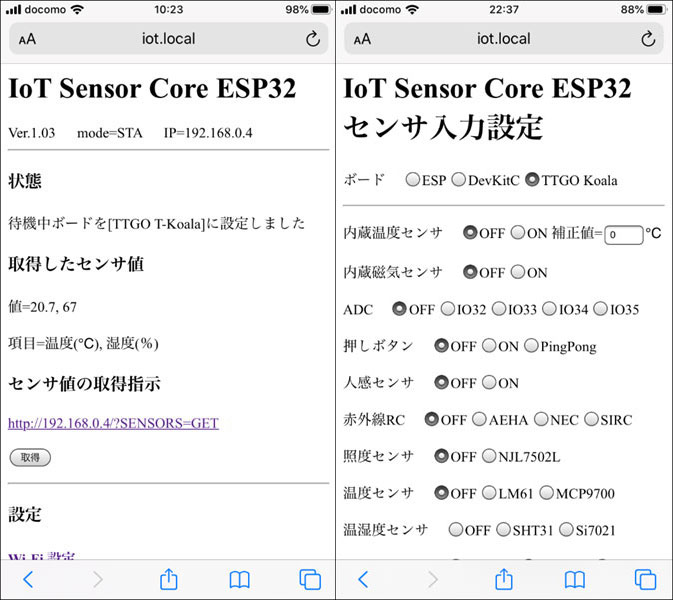 docomo 10:23 98%
AA iot.local
IoT Sensor Core ESP32
Ver.1.03 mode=STA IP=192.168.0.4
状態
待機中ボードを[TTGO T-Koala]に設定しました
取得したセンサ値
値=20.7, 67
項目=温度(℃), 湿度(%)
センサ値の取得指示
http://192.168.0.4/?SENSORS=GET
取得
設定
Wi-Fi 設定
docomo 22:37 88%
AA iot.local
IoT Sensor Core ESP32
センサ入力設定
ボード ESP DevKitC TTGO Koala
内蔵温度センサ OFF ON 補正値= 0 ℃
内蔵磁気センサ OFF ON
ADC OFF IO32 IO33 IO34 IO35
押しボタン OFF ON PingPong
人感センサ OFF ON
赤外線RC OFF AEHA NEC SIRC
照度センサ OFF NJL7502L
温度センサ OFF LM61 MCP9700
温湿度センサ OFF SHT31 Si7021